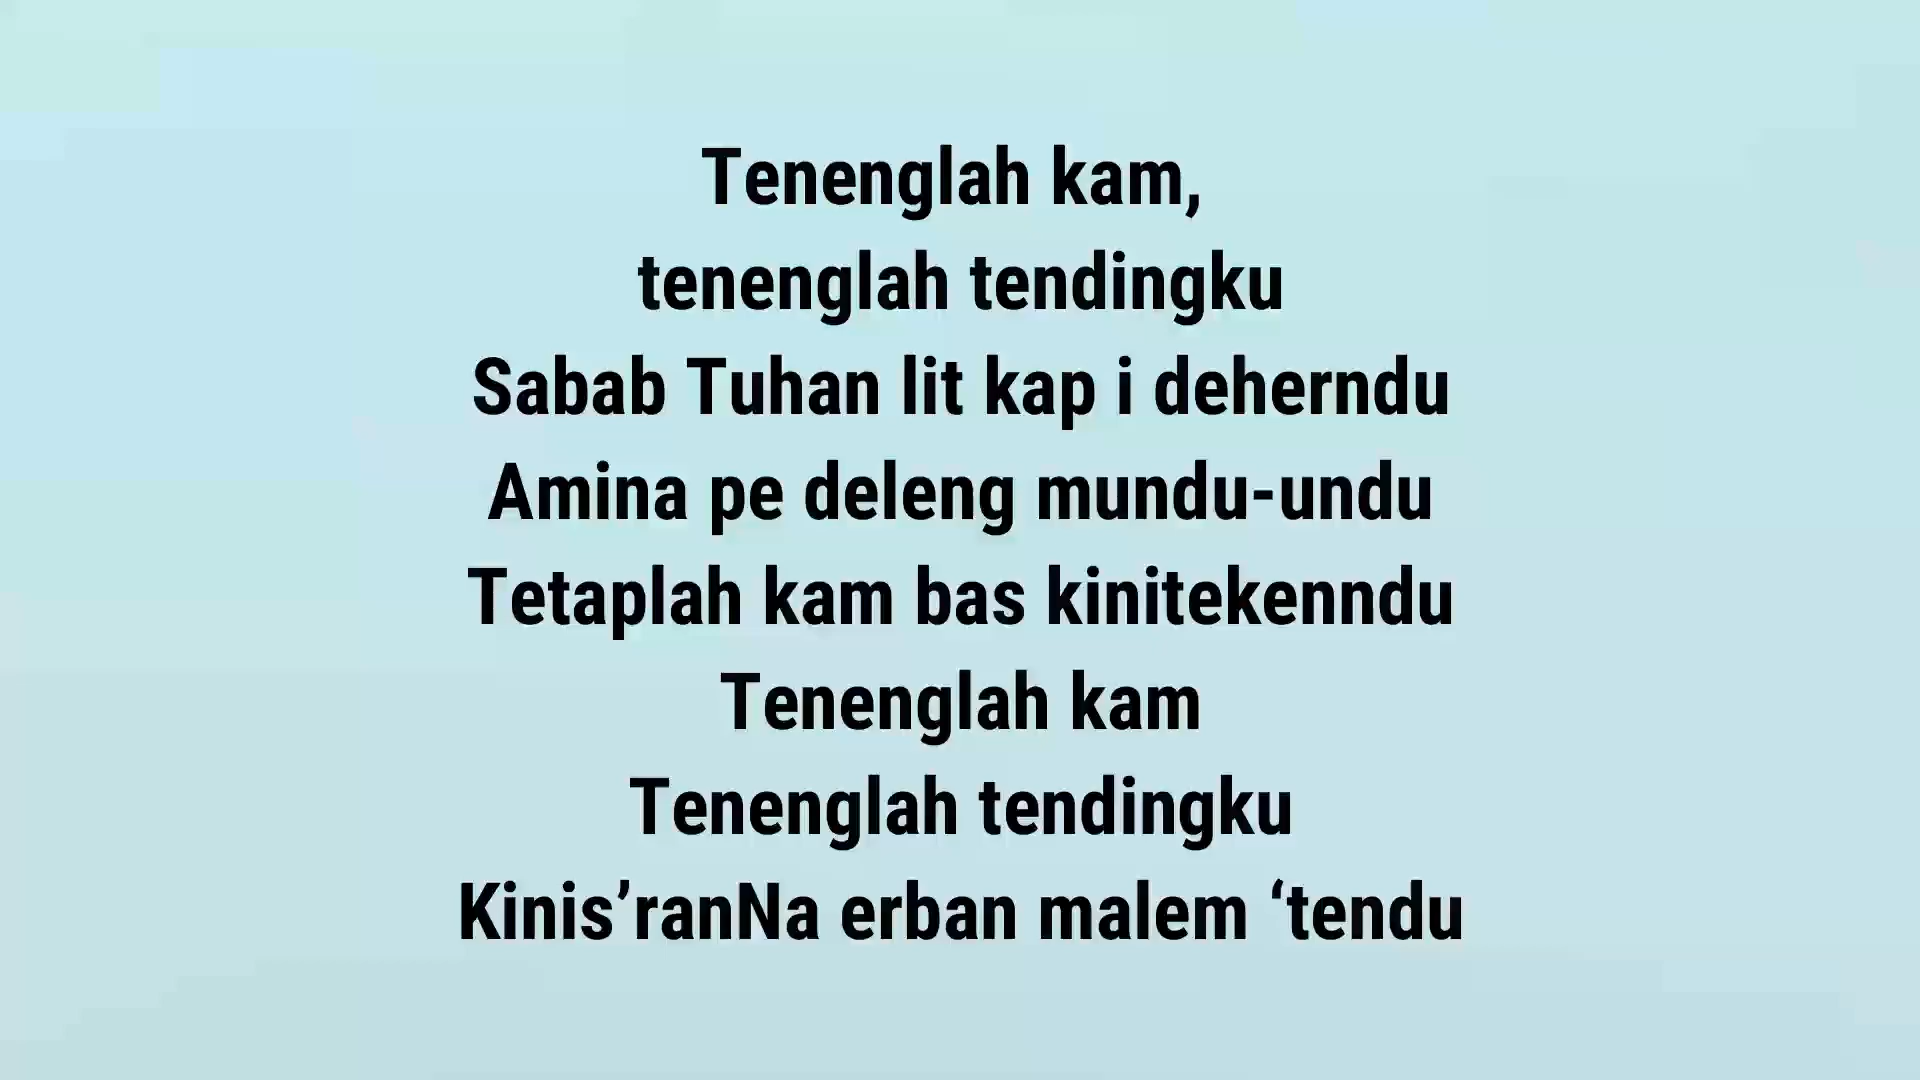 Tenenglah kam,
tenenglah tendingku
Sabab Tuhan lit kap i deherndu
Amina pe deleng mundu-undu
Tetaplah kam bas kinitekenndu
Tenenglah kam
Tenenglah tendingku
Kinis’ranNa erban malem ‘tendu